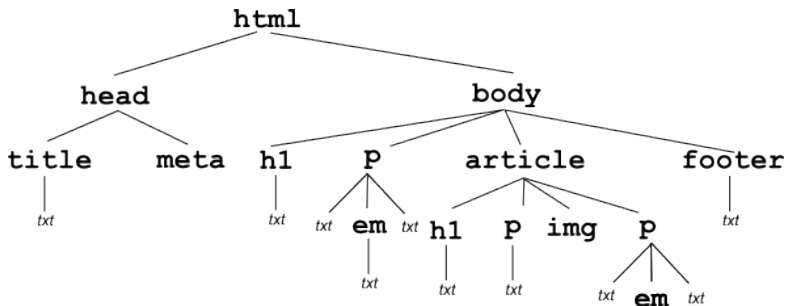 html
head body
title meta h1 p article footer
txt txt txt em txt h1 p img p txt
txt txt txt txt em txt